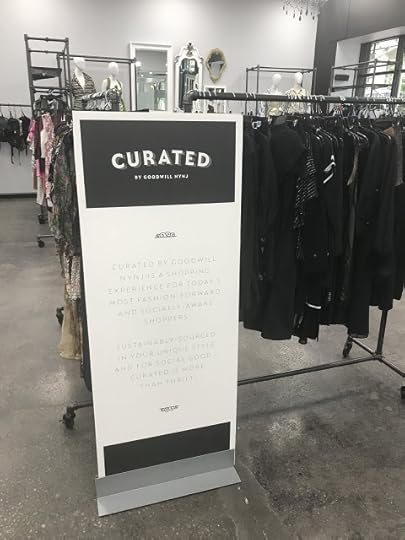 CURATED
BY GOODWILL NYNJ
CURATED BY GOODWILL
NYNJ IS A SHOPPING
EXPERIENCE FOR TODAY'S
MOST FASHION-FORWARD
AND SOCIALLY-AWARE
SHOPPERS.
SUSTAINABLY-SOURCED
IN YOUR UNIQUE STYLE
AND FOR SOCIAL GOOD.
CURATED IS MORE
THAN THRIFT.